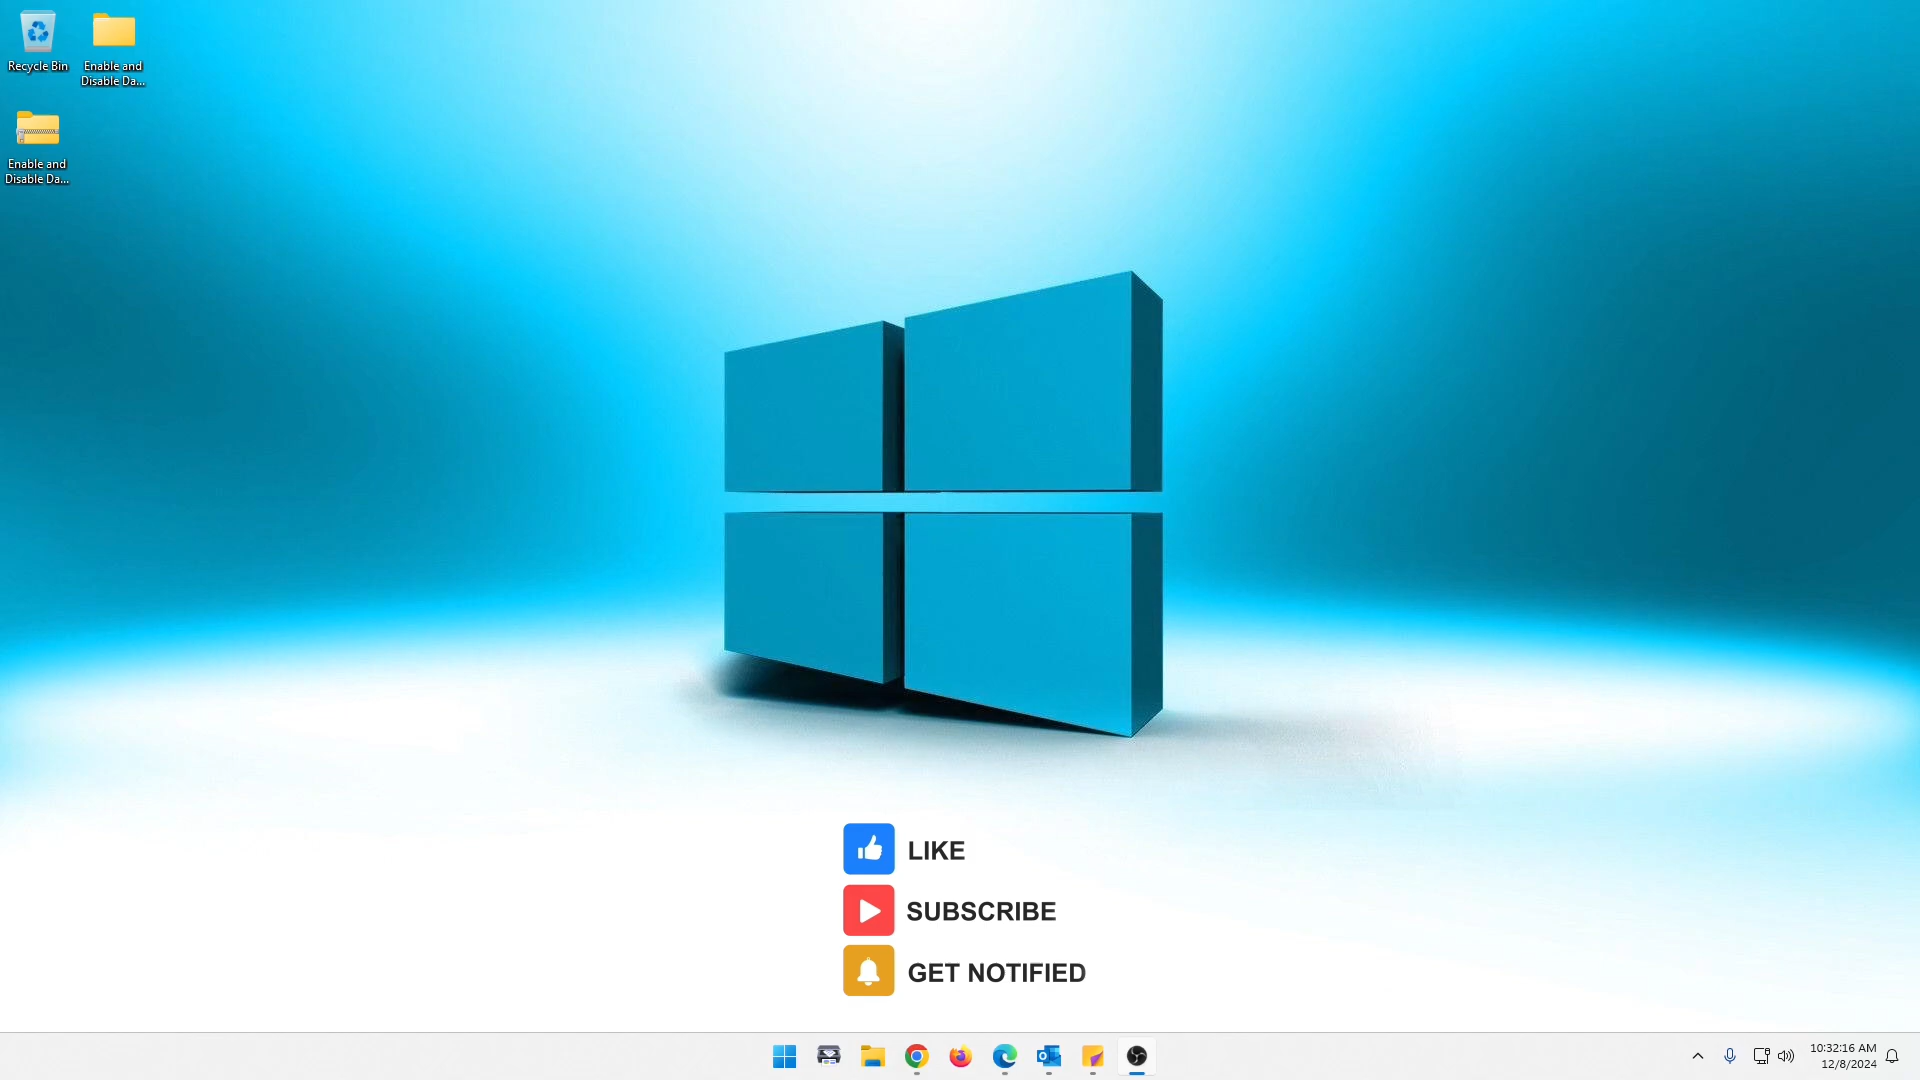 Recycle Bin
Enable and
Disable Da...
Enable and
Disable Da...
LIKE
SUBSCRIBE
GET NOTIFIED
10:32:16 AM
12/8/2024